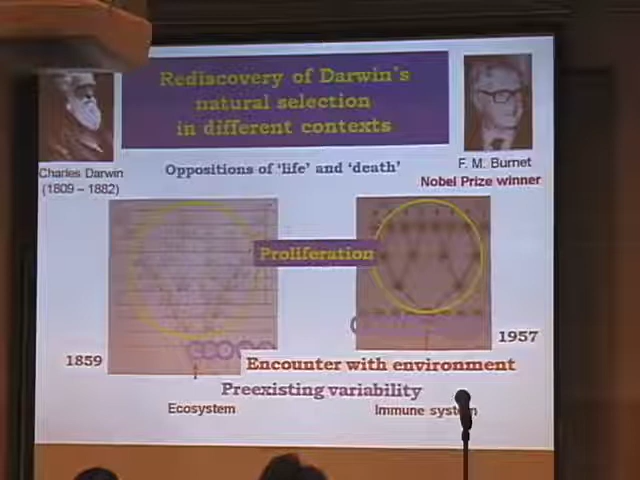 Rediscovery of Darwin's
natural selection
in different contexts
Charles Darwin
(1809 – 1882)
Oppositions of 'life' and 'death'
F. M. Burnet
Nobel Prize winner
Proliferation
1859
1957
Encounter with environment
Preexisting variability
Ecosystem
Immune system